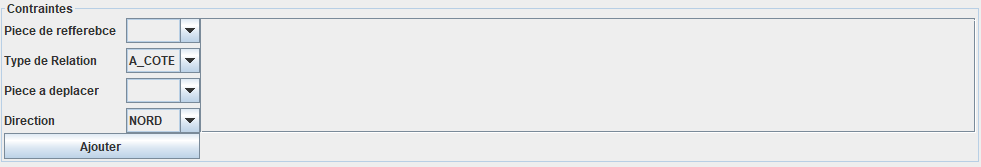 Contraintes
Piece de refferebce
Type de Relation A_COTE
Piece a deplacer
Direction NORD
Ajouter